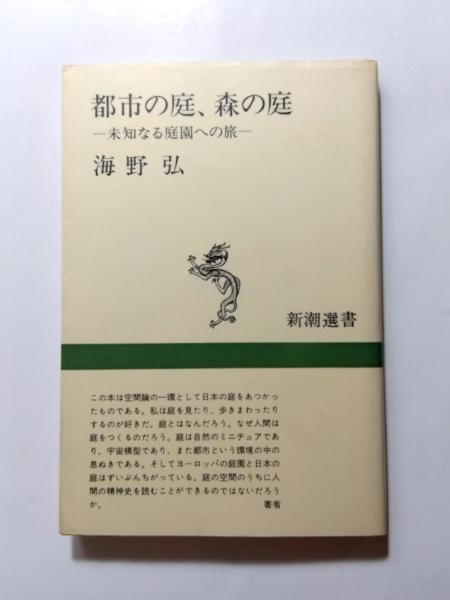 都市の庭、森の庭
―未知なる庭園への旅―
海野 弘
新潮選書
この本は空間論の一環として日本の庭をあつかっ
たものである。私は庭を見たり、歩きまわったり
するのが好きだ。庭とはなんだろう。なぜ人間は
庭をつくるのだろう。庭は自然のミニチュアであ
り、宇宙模型であり、また都市という環境の中の
息ぬきである。そしてヨーロッパの庭園と日本の
庭はずいぶんちがっている。庭の空間のうちに人
間の精神史を読むことができるのではないだろう
か。 著者